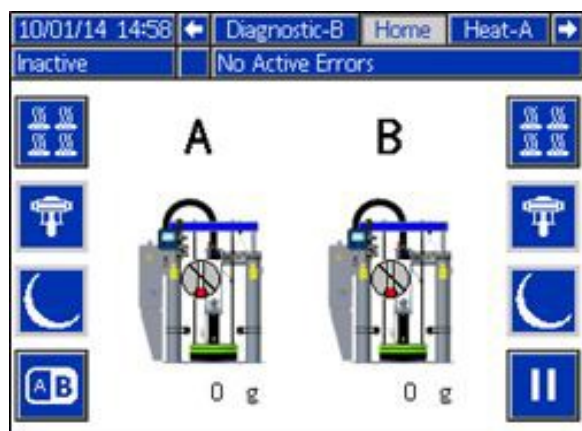 10/01/14 14:58 Diagnostic-B Home Heat-A
Inactive No Active Errors
A B
A B
0 g 0 g